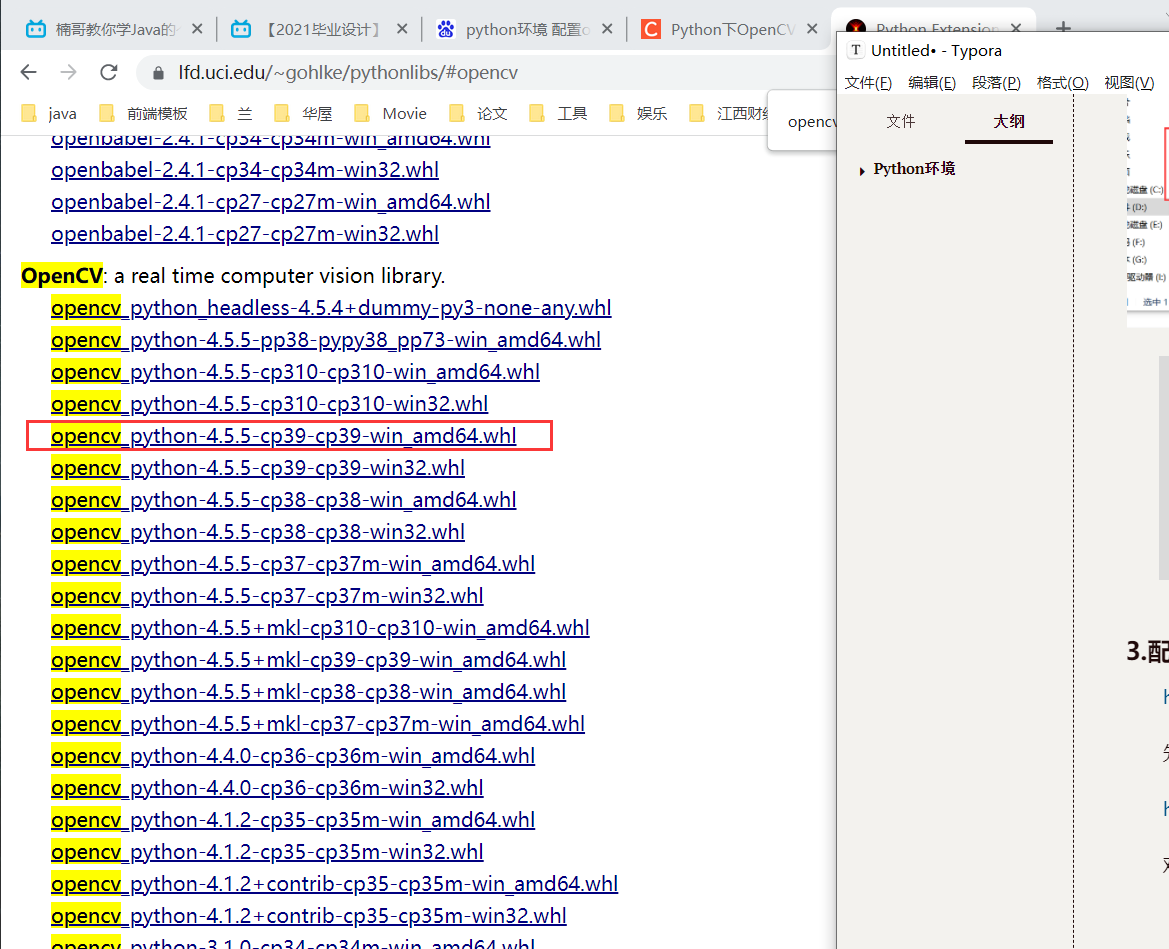 楠哥教你学Java的
【2021毕业设计】
python环境 配置o
Python下OpenCV
Python Extension
lfd.uci.edu/~gohlke/pythonlibs/#opencv
java
前端模板
兰
华屋
Movie
论文
工具
娱乐
江西财经
opencv
openbabel-2.4.1-cp34-cp34m-win_amd64.whl
openbabel-2.4.1-cp34-cp34m-win32.whl
openbabel-2.4.1-cp27-cp27m-win_amd64.whl
openbabel-2.4.1-cp27-cp27m-win32.whl
OpenCV: a real time computer vision library.
opencv_python_headless-4.5.4+dummy-py3-none-any.whl
opencv_python-4.5.5-pp38-pypy38_pp73-win_amd64.whl
opencv_python-4.5.5-cp310-cp310-win_amd64.whl
opencv_python-4.5.5-cp310-cp310-win32.whl
opencv_python-4.5.5-cp39-cp39-win_amd64.whl
opencv_python-4.5.5-cp39-cp39-win32.whl
opencv_python-4.5.5-cp38-cp38-win_amd64.whl
opencv_python-4.5.5-cp38-cp38-win32.whl
opencv_python-4.5.5-cp37-cp37m-win_amd64.whl
opencv_python-4.5.5-cp37-cp37m-win32.whl
opencv_python-4.5.5+mkl-cp310-cp310-win_amd64.whl
opencv_python-4.5.5+mkl-cp39-cp39-win_amd64.whl
opencv_python-4.5.5+mkl-cp38-cp38-win_amd64.whl
opencv_python-4.5.5+mkl-cp37-cp37m-win_amd64.whl
opencv_python-4.4.0-cp36-cp36m-win_amd64.whl
opencv_python-4.4.0-cp36-cp36m-win32.whl
opencv_python-4.1.2-cp35-cp35m-win_amd64.whl
opencv_python-4.1.2-cp35-cp35m-win32.whl
opencv_python-4.1.2+contrib-cp35-cp35m-win_amd64.whl
opencv_python-4.1.2+contrib-cp35-cp35m-win32.whl
opencv_python-3.1.0-cp34-cp34m-win_amd64.whl
Untitled• - Typora
文件(F) 编辑(E) 段落(P) 格式(O) 视图(V)
文件 大纲
Python环境
磁盘 (C:)
(D:)
磁盘 (E:)
(F:)
(G:)
驱动器 (I:)
选中 1
3.配